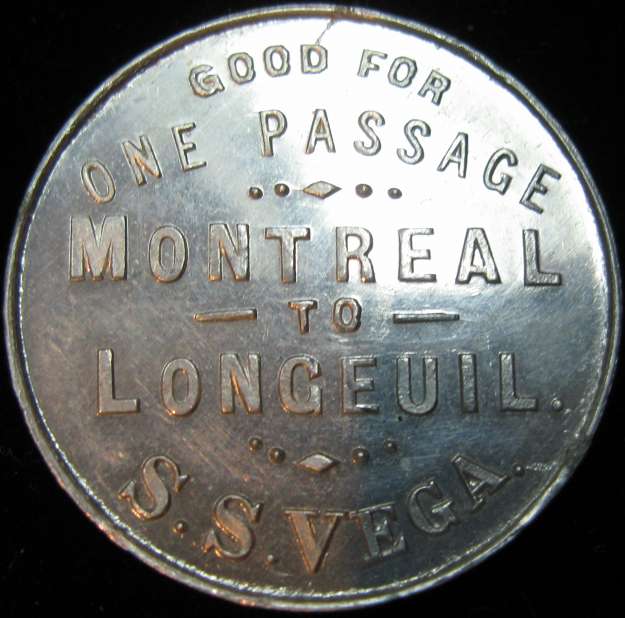 GOOD FOR
ONE PASSAGE
MONTREAL
— TO —
LONGEUIL.
S.S.VEGA.